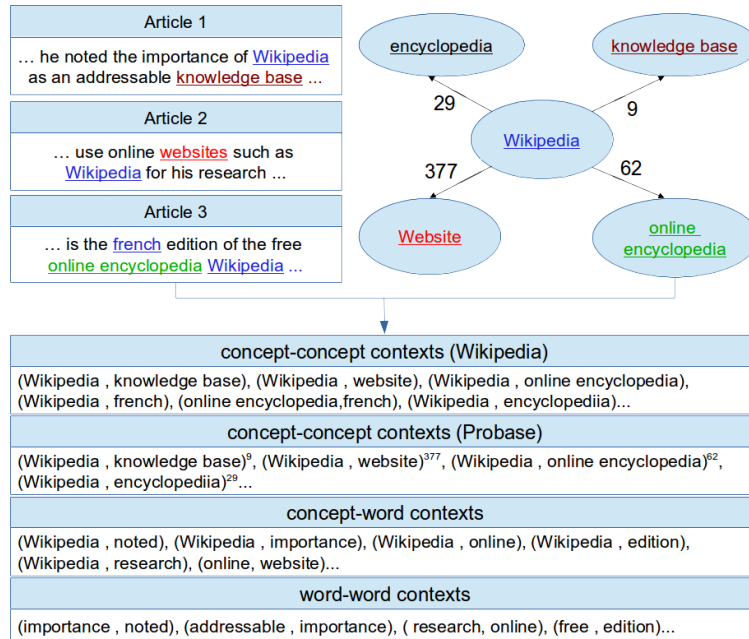 Article 1
... he noted the importance of Wikipedia
as an addressable knowledge base ...
Article 2
... use online websites such as
Wikipedia for his research ...
Article 3
... is the french edition of the free
online encyclopedia Wikipedia ...
encyclopedia
knowledge base
29
9
Wikipedia
377
62
Website
online
encyclopedia
concept-concept contexts (Wikipedia)
(Wikipedia , knowledge base), (Wikipedia , website), (Wikipedia , online encyclopedia),
(Wikipedia , french), (online encyclopedia,french), (Wikipedia , encyclopediia)...
concept-concept contexts (Probase)
(Wikipedia , knowledge base)⁹, (Wikipedia , website)³⁷⁷, (Wikipedia , online encyclopedia)⁶²,
(Wikipedia , encyclopediia)²⁹...
concept-word contexts
(Wikipedia , noted), (Wikipedia , importance), (Wikipedia , online), (Wikipedia , edition),
(Wikipedia , research), (online, website)...
word-word contexts
(importance , noted), (addressable , importance), ( research, online), (free , edition)...